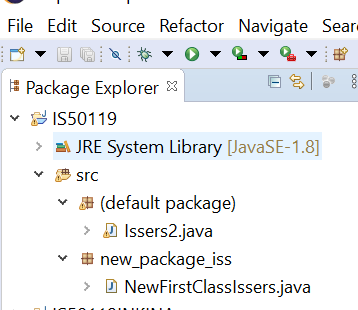 File Edit Source Refactor Navigate Sear
Package Explorer
IS50119
JRE System Library [JavaSE-1.8]
src
(default package)
Issers2.java
new_package_iss
NewFirstClassIssers.java